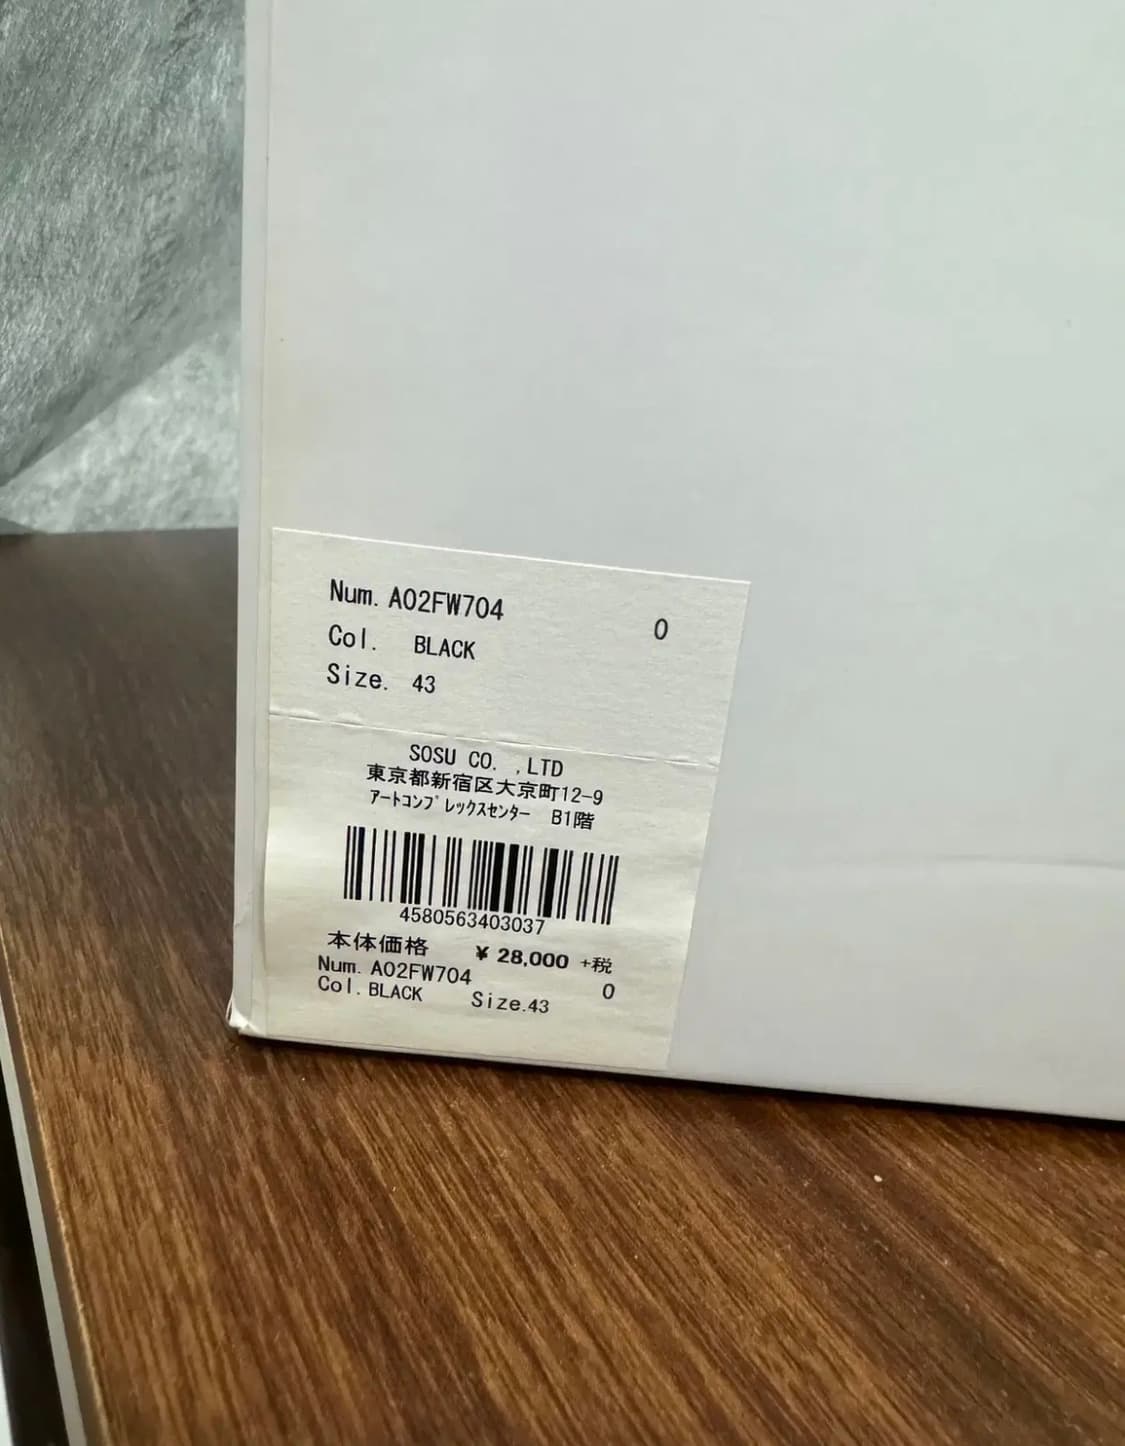 Num. A02FW704
0
Col. BLACK
Size. 43
SOSU CO. ,LTD
東京都新宿区大京町12-9
アートコンプレックスセンター B1階
4580563403037
本体価格 ¥ 28,000 +税
Num. A02FW704
0
Col. BLACK Size.43